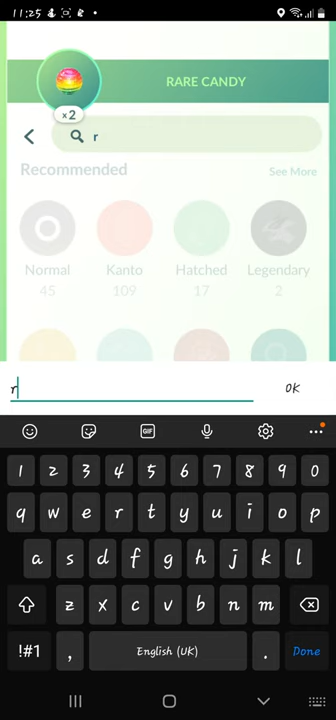 11:25
RARE CANDY
×2
r
Recommended
See More
Normal
Kanto
Hatched
Legendary
45
109
17
2
r
OK
GIF
1 2 3 4 5 6 7 8 9 0
q w e r t y u i o p
a s d f g h j k l
z x c v b n m
!#1 , English (UK) . Done